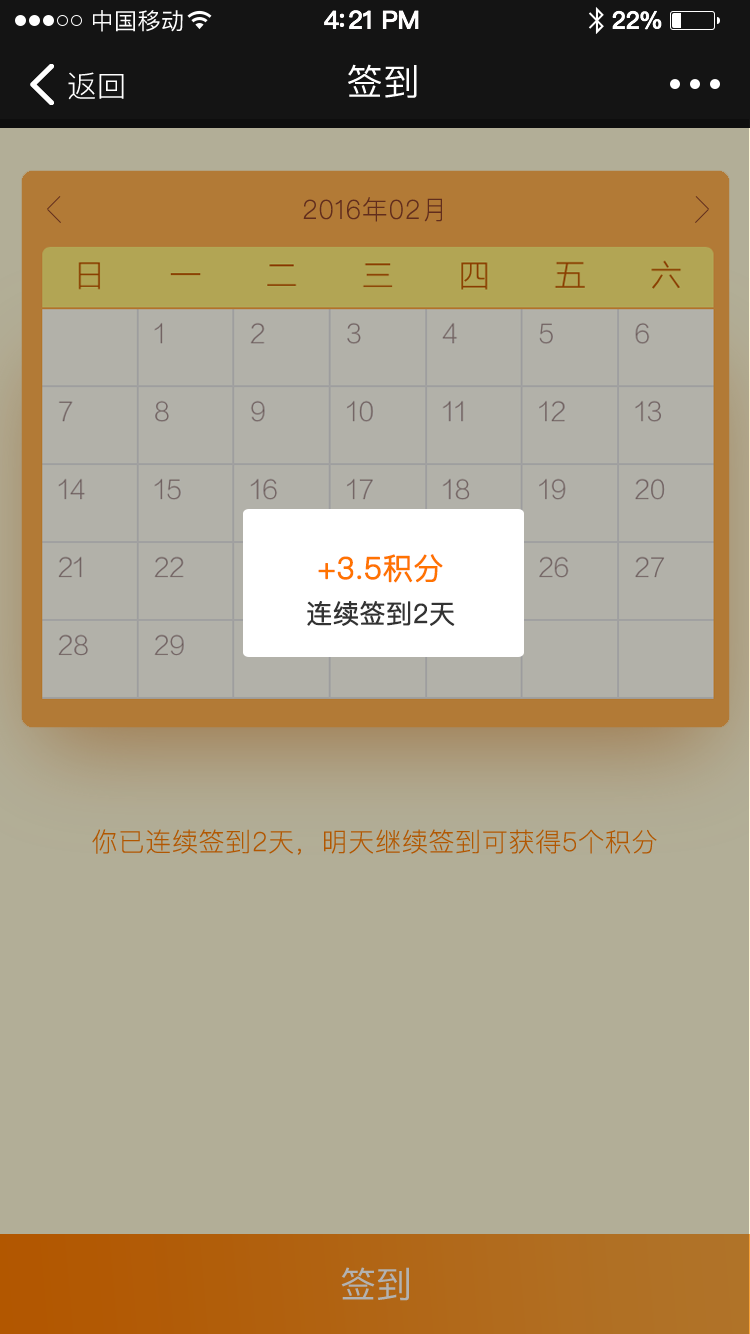 中国移动 4:21 PM 22%
返回 签到
2016年02月
日 一 二 三 四 五 六
1 2 3 4 5 6
7 8 9 10 11 12 13
14 15 16 17 18 19 20
21 22 26 27
28 29
+3.5积分
连续签到2天
你已连续签到2天，明天继续签到可获得5个积分
签到